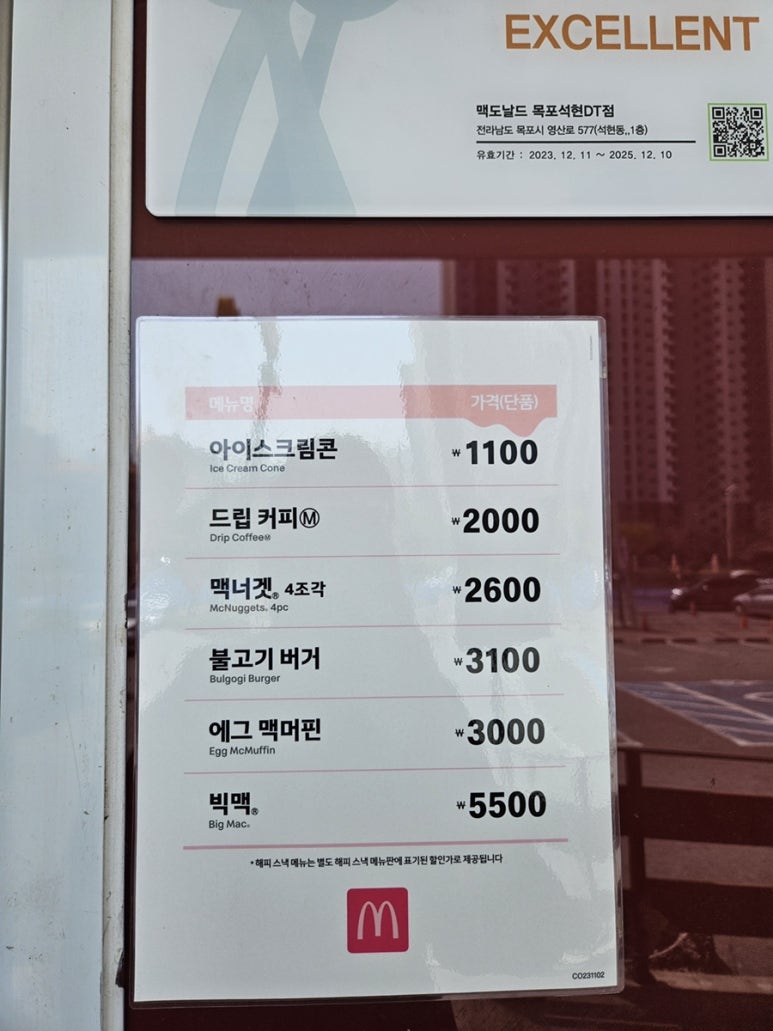 EXCELLENT
맥도날드 목포석현DT점
전라남도 목포시 영산로 577(석현동,,1층)
유효기간 : 2023. 12. 11 ~ 2025. 12. 10
메뉴명 가격(단품)
아이스크림콘 ₩1100
Ice Cream Cone
드립 커피Ⓜ ₩2000
Drip CoffeeⓂ
맥너겟® 4조각 ₩2600
McNuggets® 4pc
불고기 버거 ₩3100
Bulgogi Burger
에그 맥머핀 ₩3000
Egg McMuffin
빅맥® ₩5500
Big Mac®
*해피 스낵 메뉴는 별도 해피 스낵 메뉴판에 표기된 할인가로 제공됩니다
CO231102